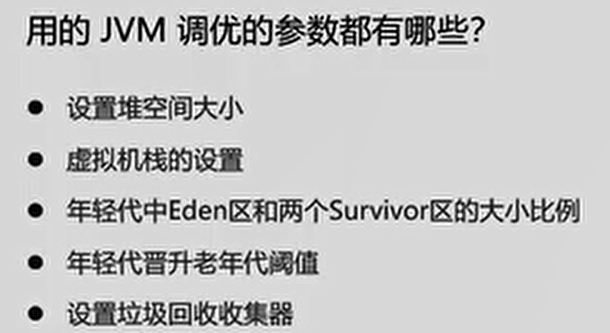 用的 JVM 调优的参数都有哪些?
● 设置堆空间大小
● 虚拟机栈的设置
● 年轻代中Eden区和两个Survivor区的大小比例
● 年轻代晋升老年代阈值
● 设置垃圾回收收集器